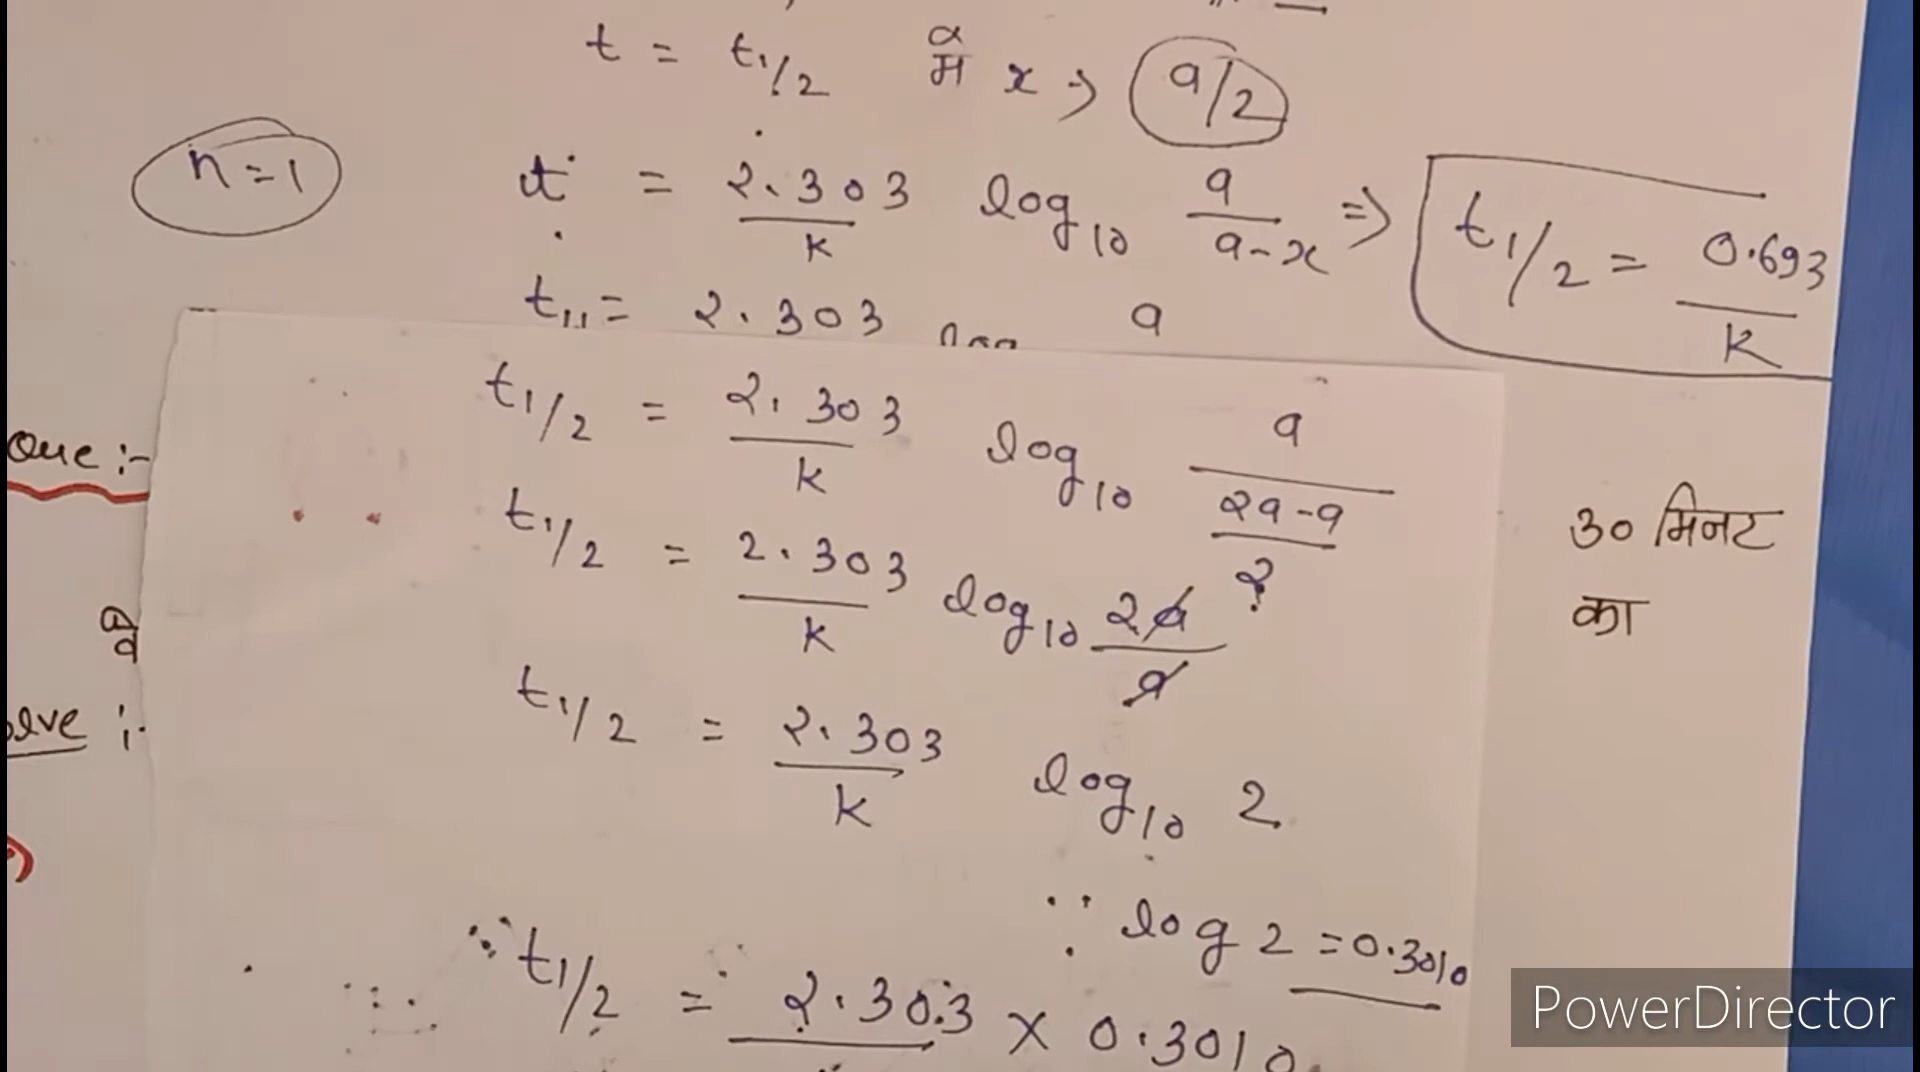 t = t1/2 में x → a/2
n=1
t = 2.303/k log10 a/a-x ⇒ t1/2 = 0.693/k
= 2.303 a
t1/2 = 2.303/k log10 a/(2a-a)/2
Que :-
t1/2 = 2.303/k log10 2a/a
30 मिनट
का
t1/2 = 2.303/k log10 2
∵ log 2 = 0.3010
∴ t1/2 = 2.303 × 0.3010
PowerDirector